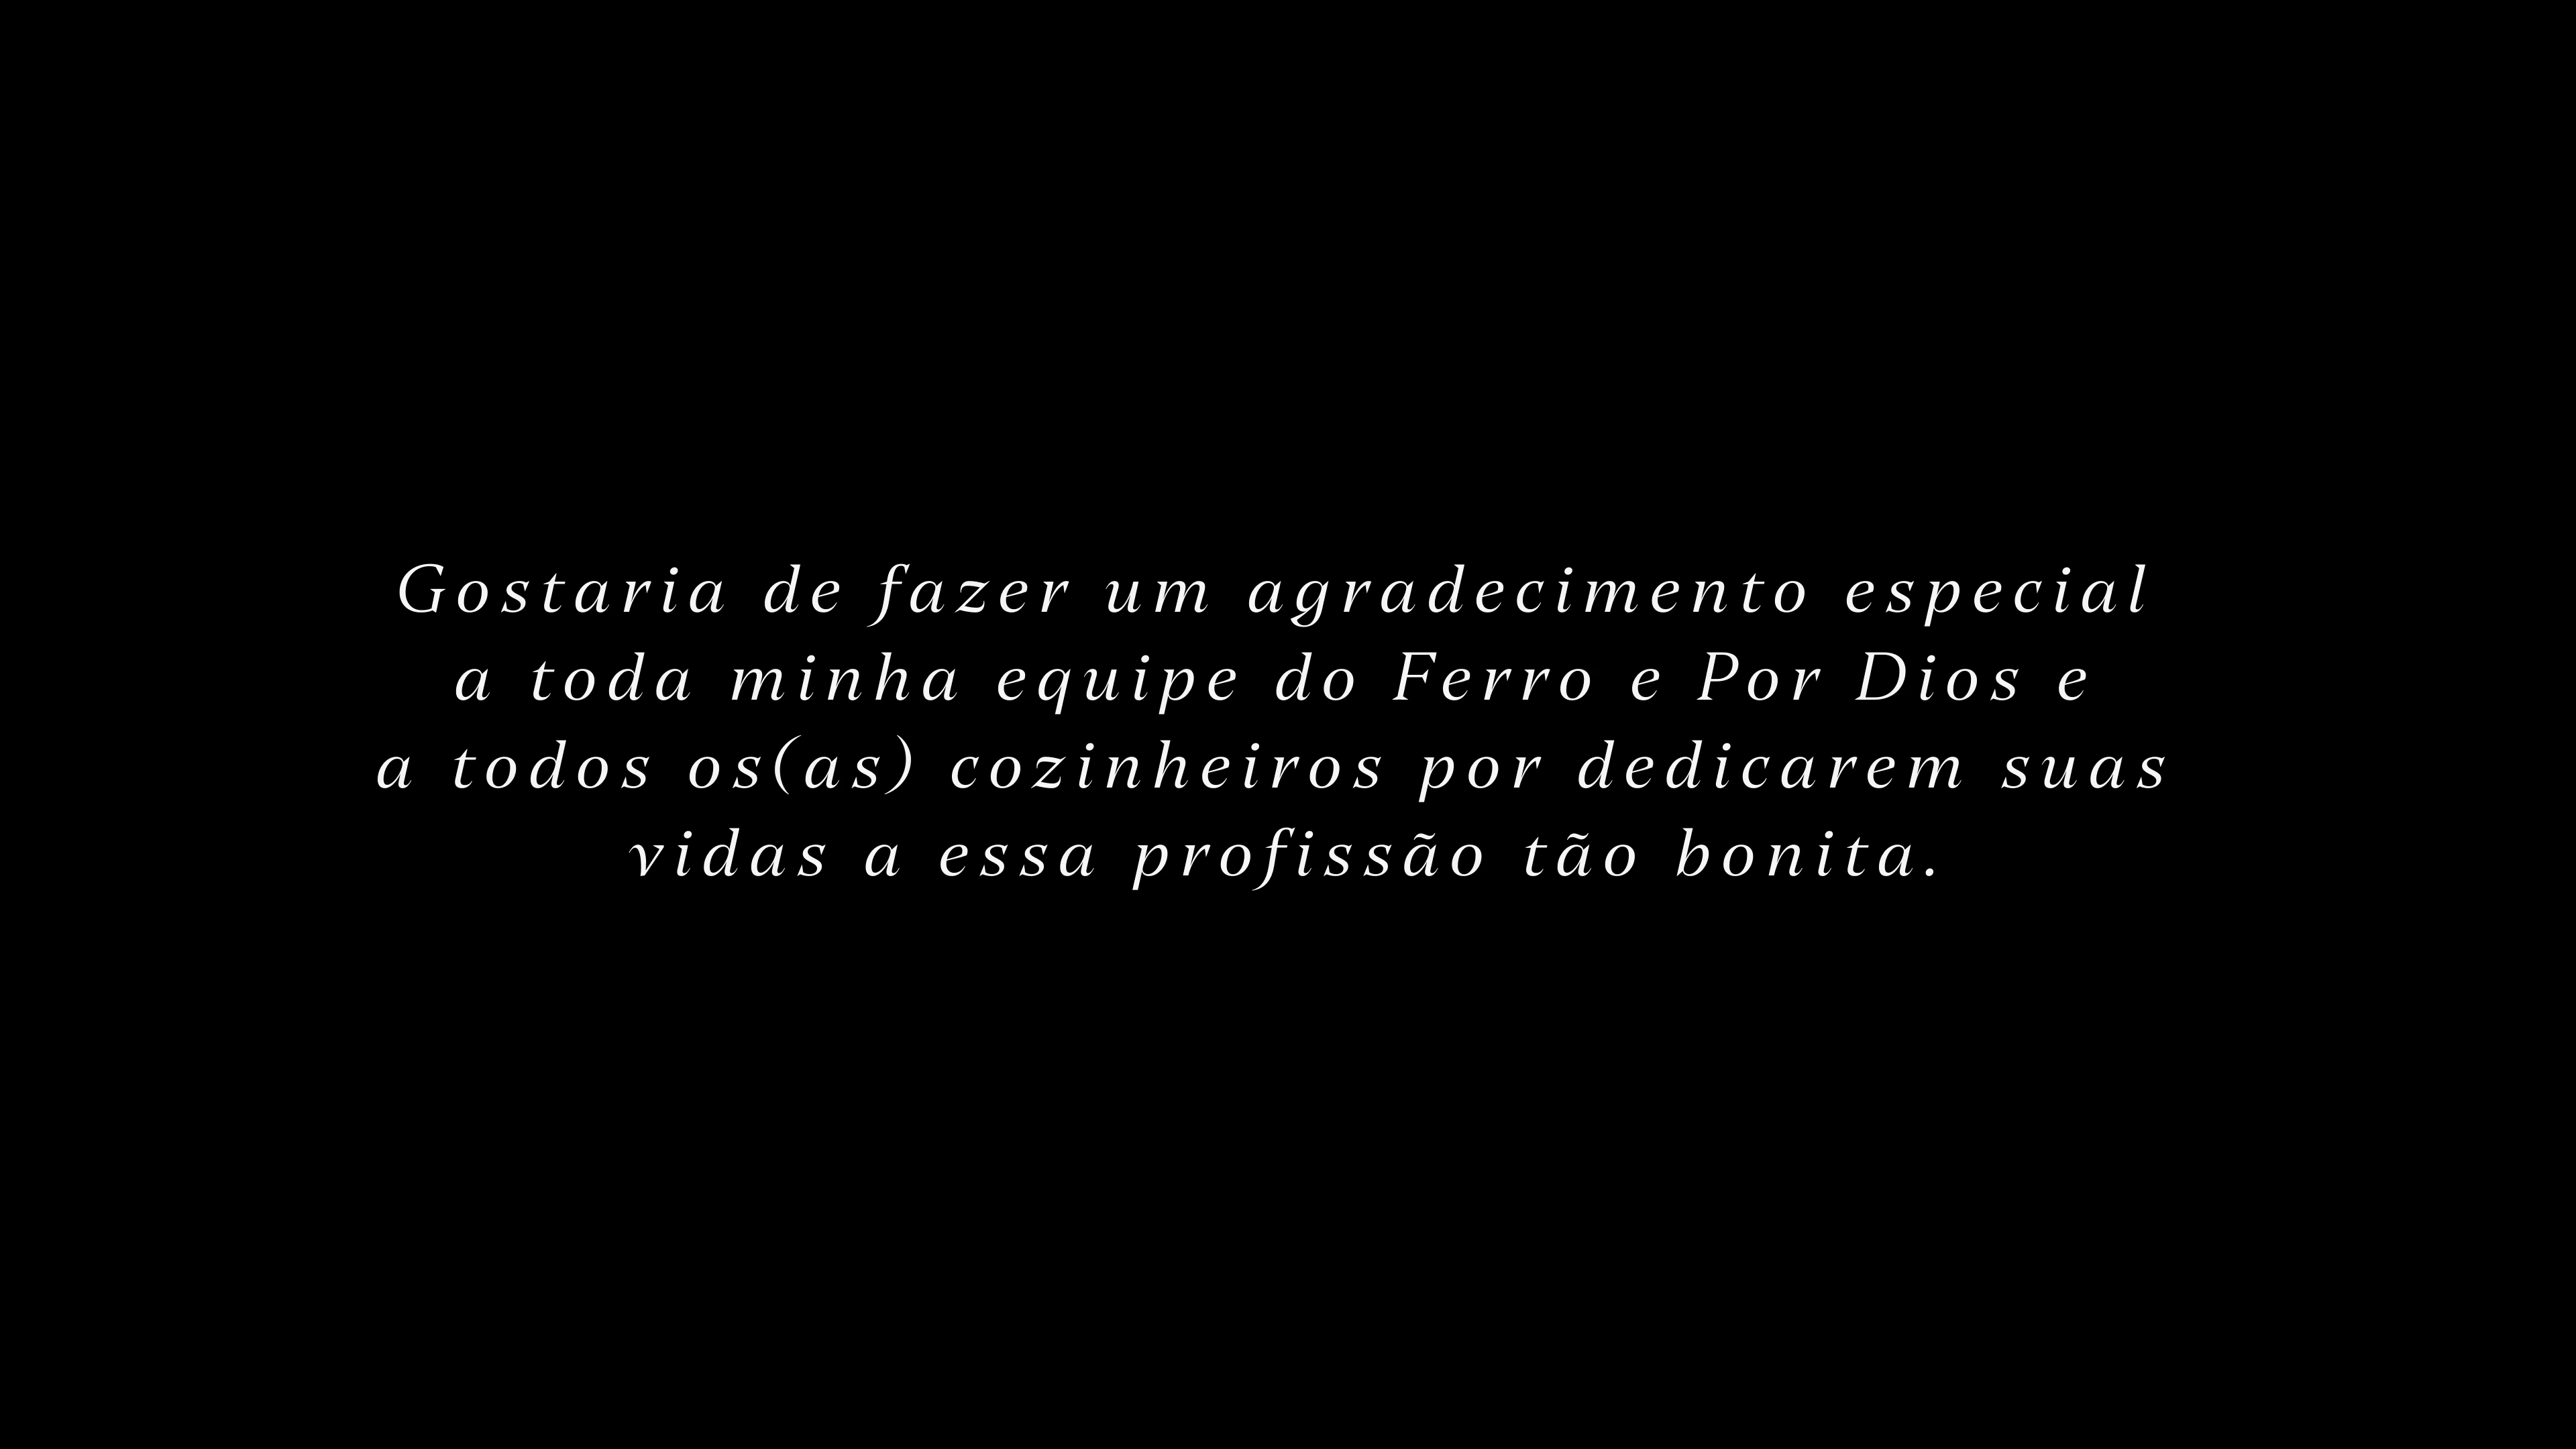 Gostaria de fazer um agradecimento especial
a toda minha equipe do Ferro e Por Dios e
a todos os(as) cozinheiros por dedicarem suas
vidas a essa profissão tão bonita.